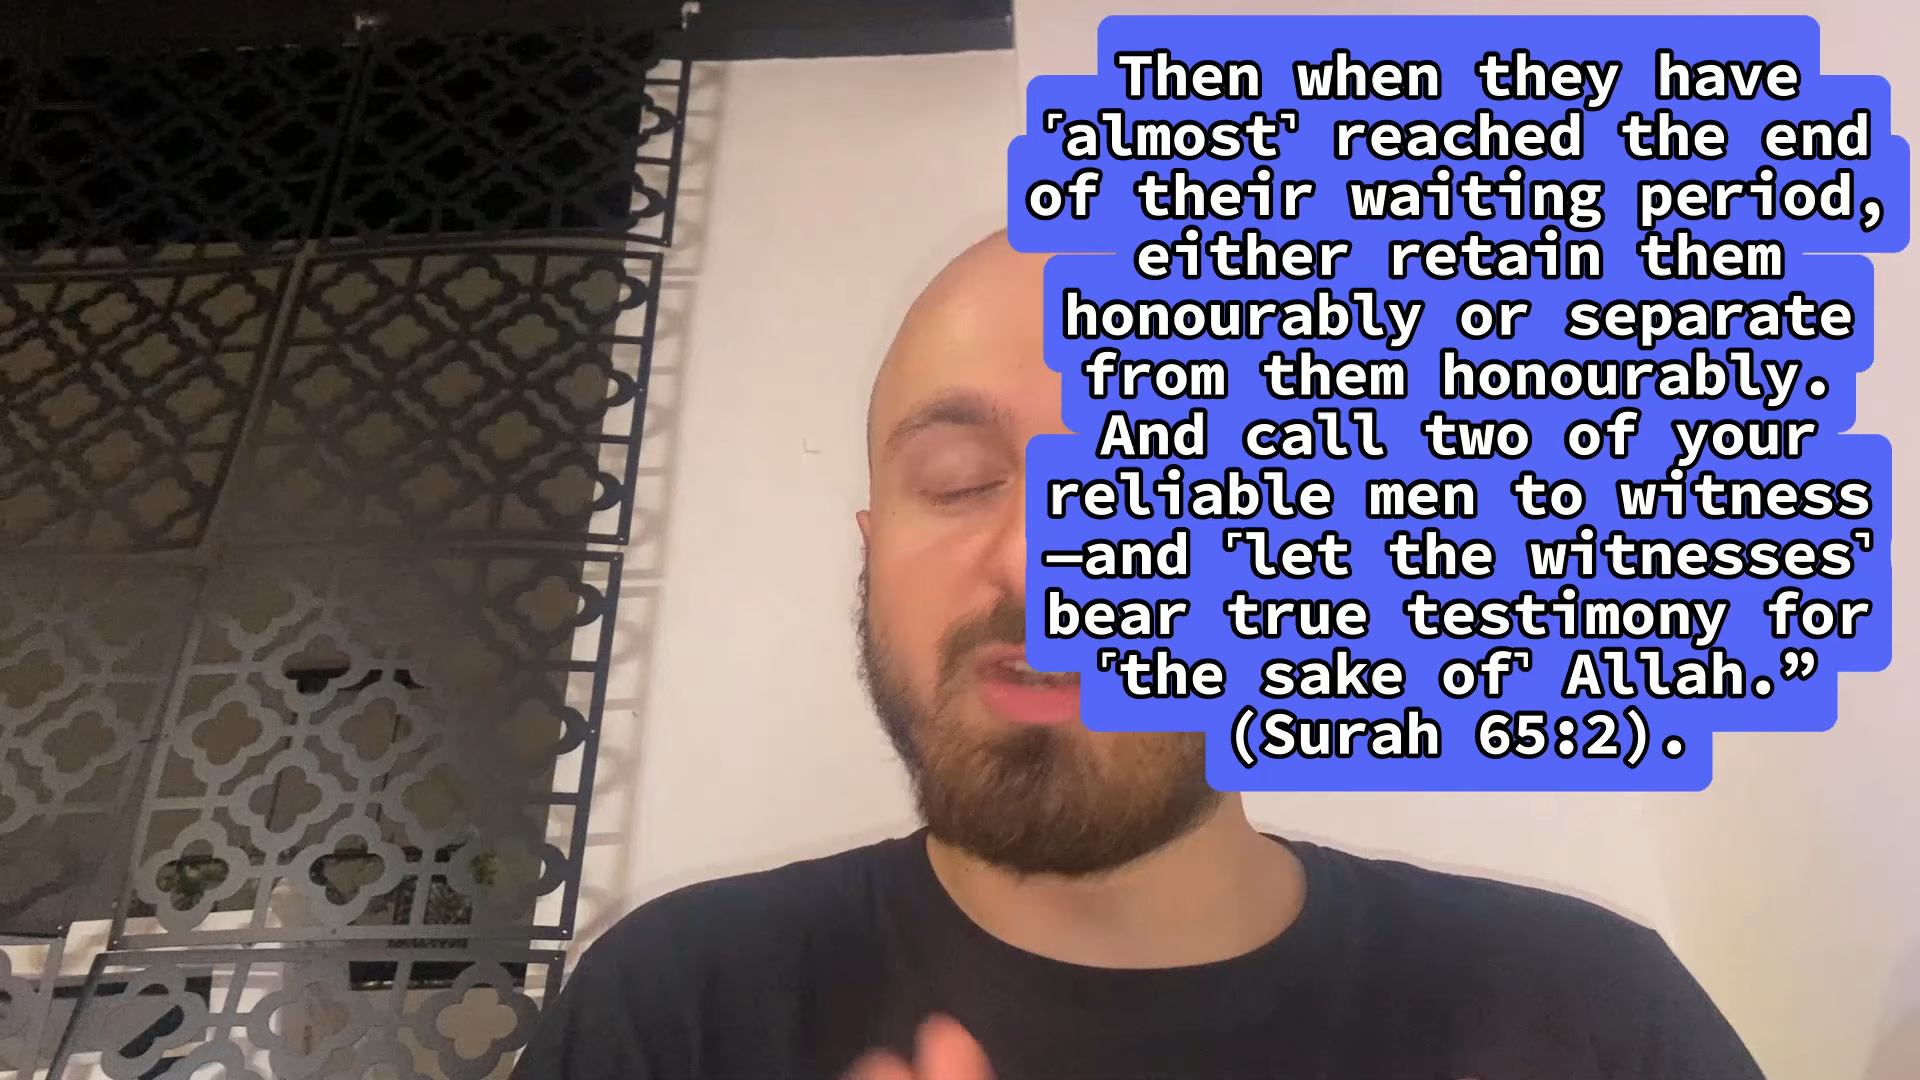 Then when they have
˹almost˺ reached the end
of their waiting period,
either retain them
honourably or separate
from them honourably.
And call two of your
reliable men to witness
—and ˹let the witnesses˺
bear true testimony for
˹the sake of˺ Allah.”
(Surah 65:2).